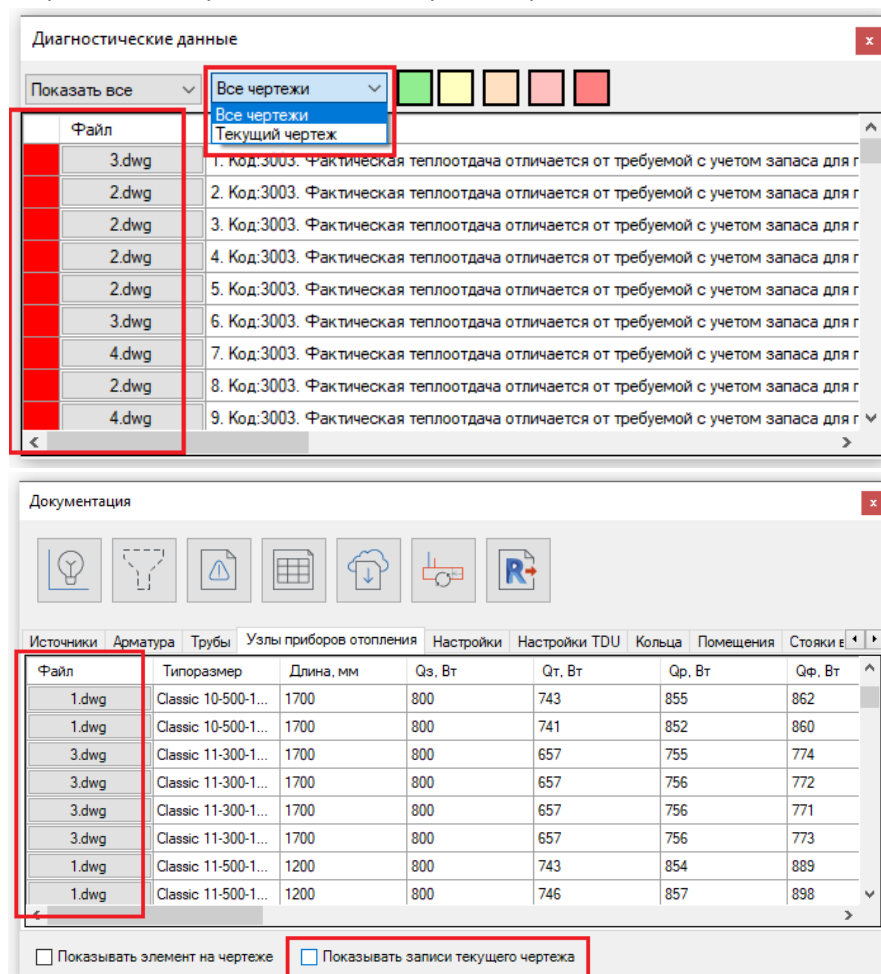 Диагностические данные
x
Показать все Все чертежи
Все чертежи
Текущий чертеж
Файл
3.dwg 1. Код:3003. Фактическая теплоотдача отличается от требуемой с учетом запаса для г
2.dwg 2. Код:3003. Фактическая теплоотдача отличается от требуемой с учетом запаса для г
2.dwg 3. Код:3003. Фактическая теплоотдача отличается от требуемой с учетом запаса для г
2.dwg 4. Код:3003. Фактическая теплоотдача отличается от требуемой с учетом запаса для г
2.dwg 5. Код:3003. Фактическая теплоотдача отличается от требуемой с учетом запаса для г
3.dwg 6. Код:3003. Фактическая теплоотдача отличается от требуемой с учетом запаса для г
4.dwg 7. Код:3003. Фактическая теплоотдача отличается от требуемой с учетом запаса для г
2.dwg 8. Код:3003. Фактическая теплоотдача отличается от требуемой с учетом запаса для г
4.dwg 9. Код:3003. Фактическая теплоотдача отличается от требуемой с учетом запаса для г
Документация
x
R
Источники Арматура Трубы Узлы приборов отопления Настройки Настройки TDU Кольца Помещения Стояки
Файл Типоразмер Длина, мм Qз, Вт Qт, Вт Qр, Вт Qф, Вт
1.dwg Classic 10-500-1... 1700 800 743 855 862
1.dwg Classic 10-500-1... 1700 800 741 852 860
3.dwg Classic 11-300-1... 1700 800 657 755 774
3.dwg Classic 11-300-1... 1700 800 657 756 772
3.dwg Classic 11-300-1... 1700 800 657 756 771
3.dwg Classic 11-300-1... 1700 800 657 756 773
1.dwg Classic 11-500-1... 1200 800 743 854 889
1.dwg Classic 11-500-1... 1200 800 746 857 898
Показывать элемент на чертеже Показывать записи текущего чертежа